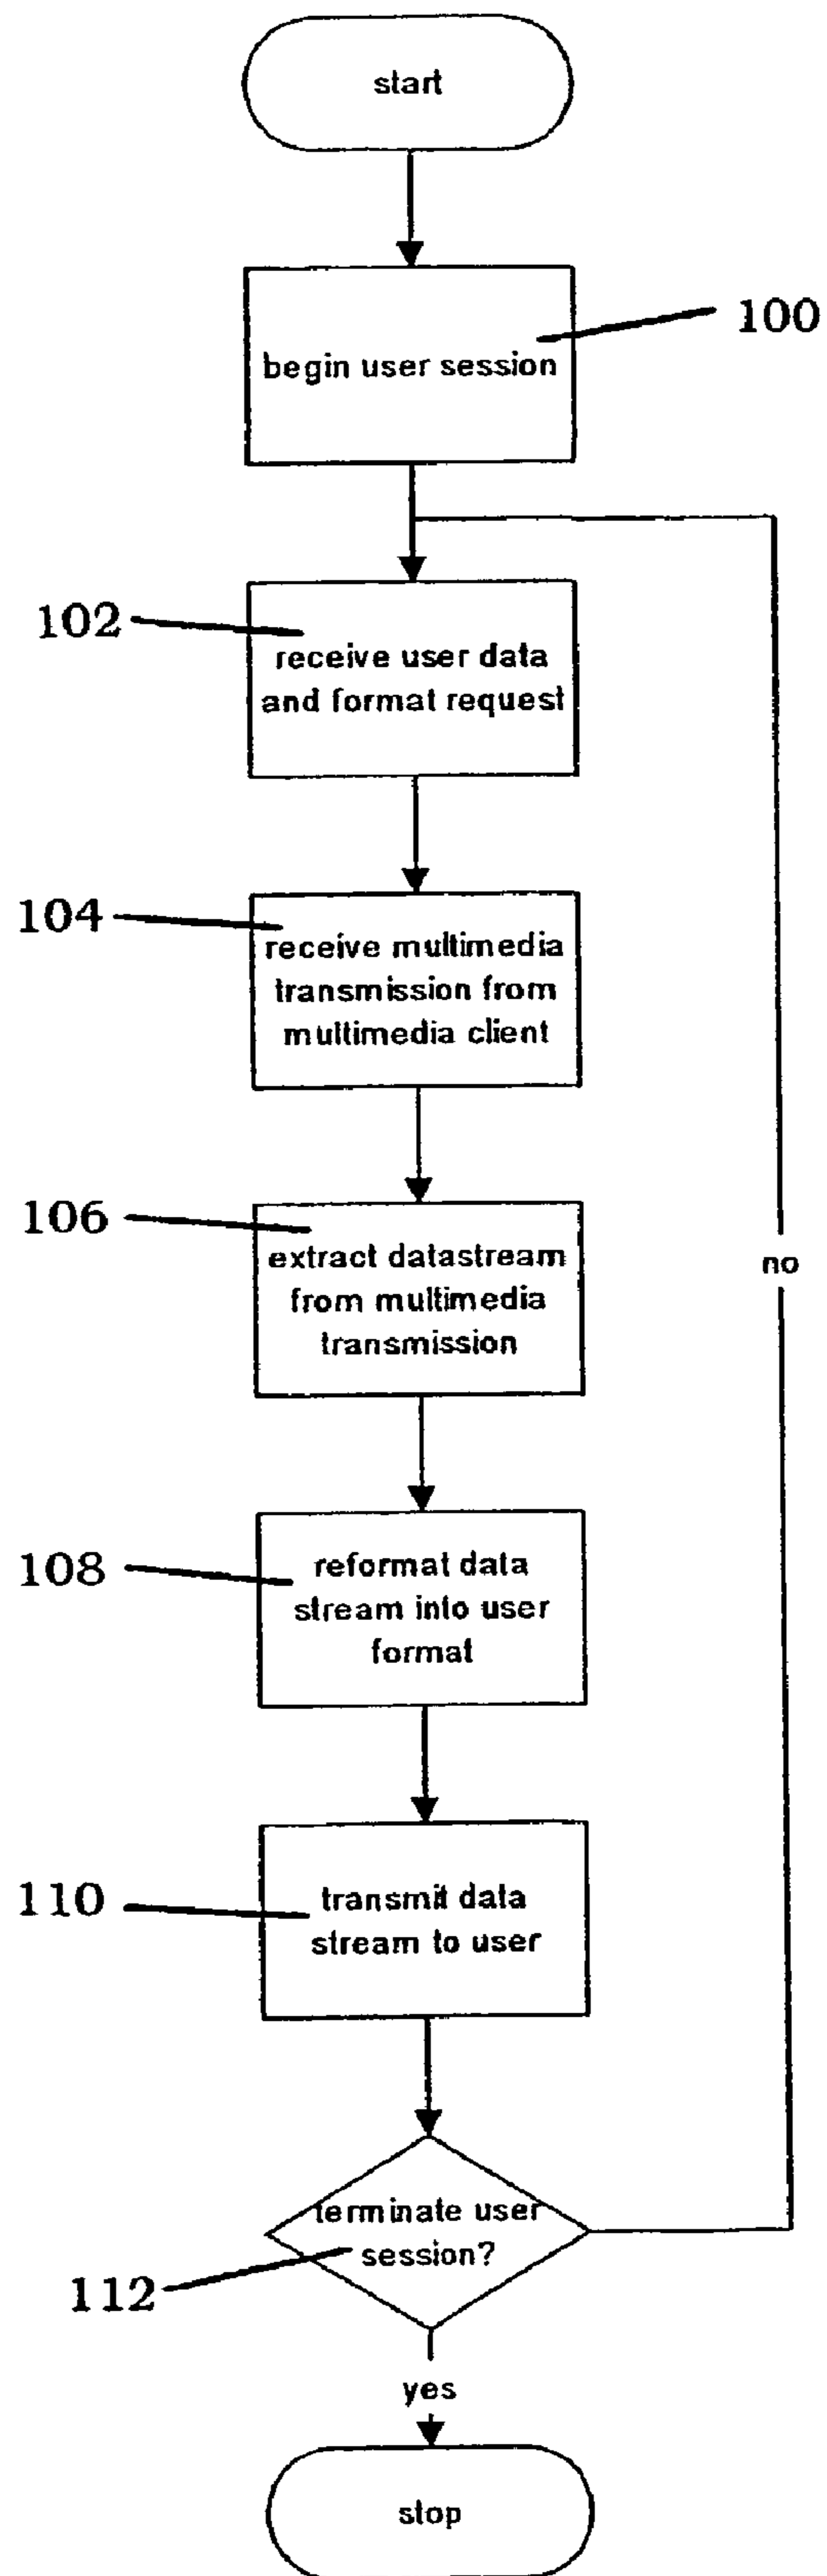 start
100
begin user session
102
receive user data
and format request
104
receive multimedia
transmission from
multimedia client
106
extract datastream
from multimedia
transmission
no
108
reformat data
stream into user
format
110
transmit data
stream to user
terminate user
session?
112
yes
stop